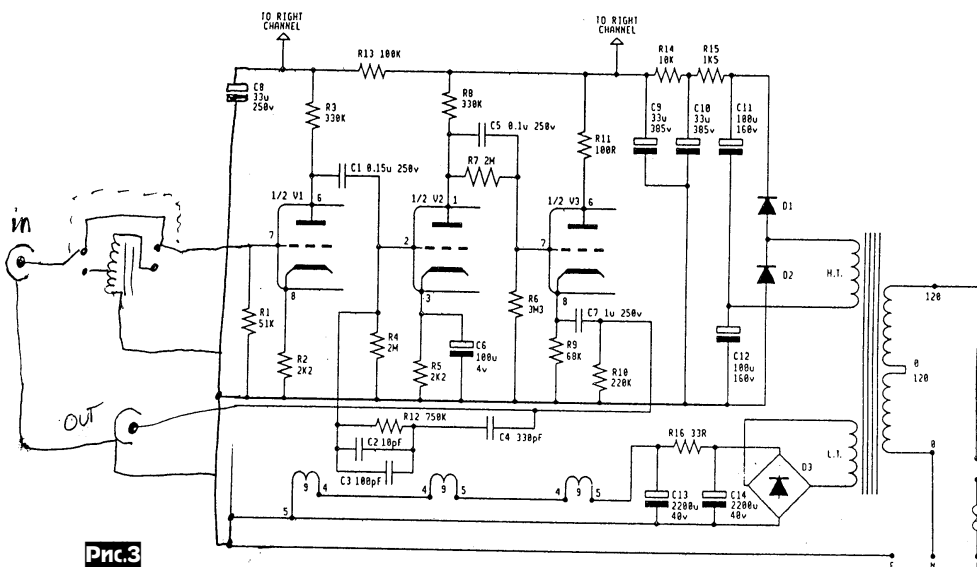 TO RIGHT
CHANNEL
TO RIGHT
CHANNEL
R13 100K
R14
10K
R15
1K5
C8
33u
250v
R3
330K
R8
330K
C5 0.1u 250v
R7 2M
R11
100R
C9
33u
385v
C10
33u
385v
C11
100u
160v
C1 0.15u 250v
1/2 V1
6
1/2 V2
1
1/2 V3
6
D1
in
7
2
7
D2
H.T.
8
3
8
R1
51K
R2
2K2
R4
2M
R5
2K2
C6
100u
4v
R6
3M3
C7 1u 250v
R9
68K
R10
220K
C12
100u
160v
120
0
120
OUT
R12 750K
C2 10pF
C3 100pF
C4 330pF
R16 33R
L.T.
D3
9
4
5
4
9
5
4
9
5
C13
2200u
40v
C14
2200u
40v
0
Рис.3
E
N